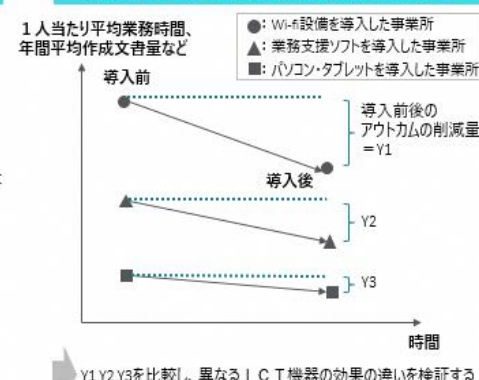 1人当たり平均業務時間、
年間平均作成文書量など
●：Wi-fi設備を導入した事業所
▲：業務支援ソフトを導入した事業所
■：パソコン・タブレットを導入した事業所
導入前
導入前後の
アウトカムの削減量
＝Y1
導入後
Y2
Y3
時間
Y1 Y2 Y3を比較し、異なるＩＣＴ機器の効果の違いを検証する